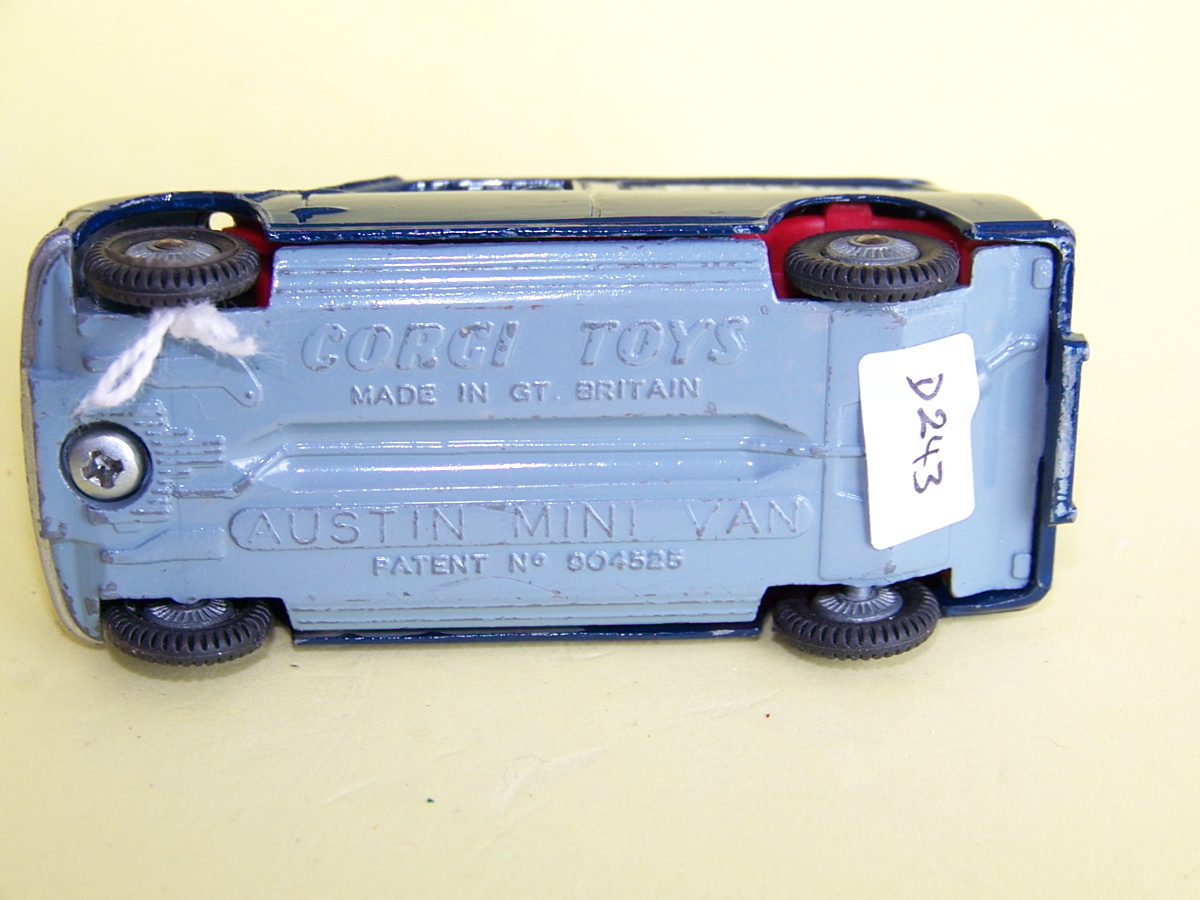 CORGI TOYS
MADE IN GT. BRITAIN
AUSTIN MINI VAN
PATENT No 904525
D243